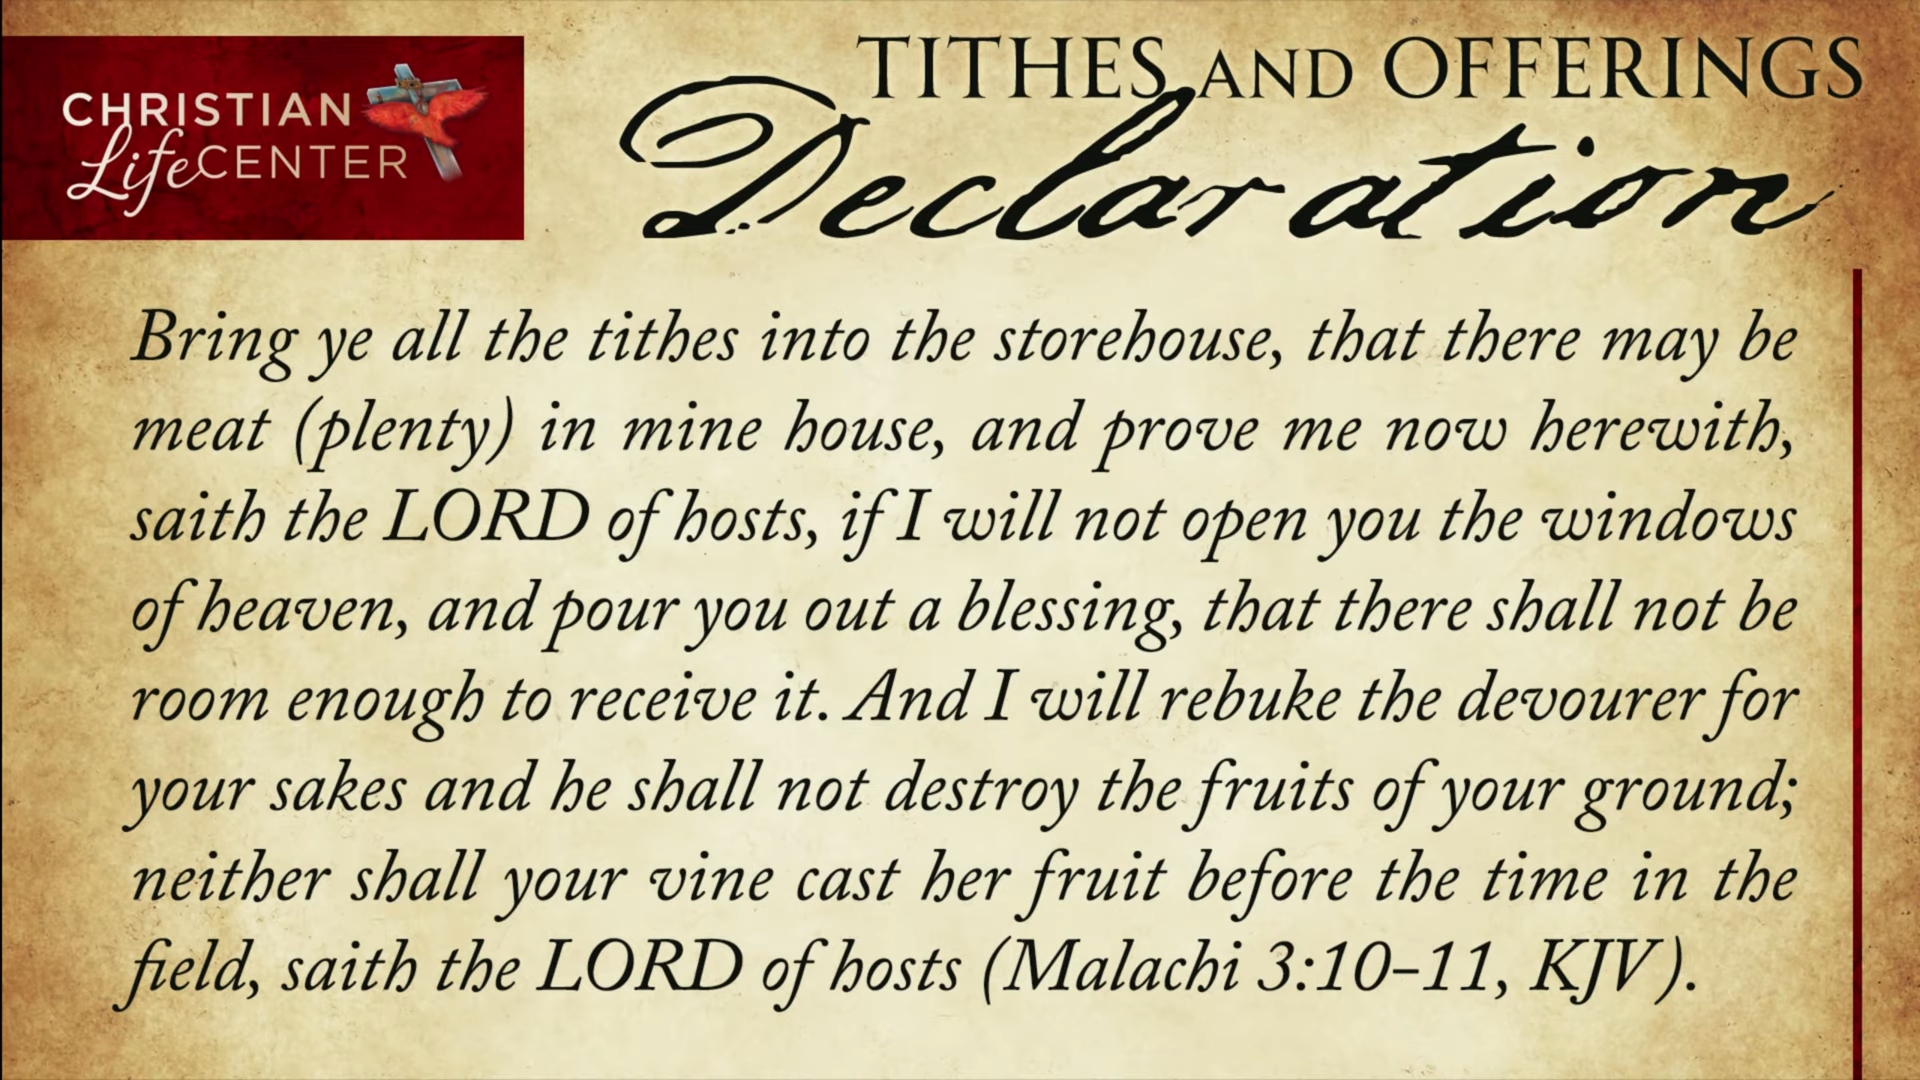 CHRISTIAN
Life CENTER
TITHES AND OFFERINGS
Declaration
Bring ye all the tithes into the storehouse, that there may be
meat (plenty) in mine house, and prove me now herewith,
saith the LORD of hosts, if I will not open you the windows
of heaven, and pour you out a blessing, that there shall not be
room enough to receive it. And I will rebuke the devourer for
your sakes and he shall not destroy the fruits of your ground;
neither shall your vine cast her fruit before the time in the
field, saith the LORD of hosts (Malachi 3:10–11, KJV).